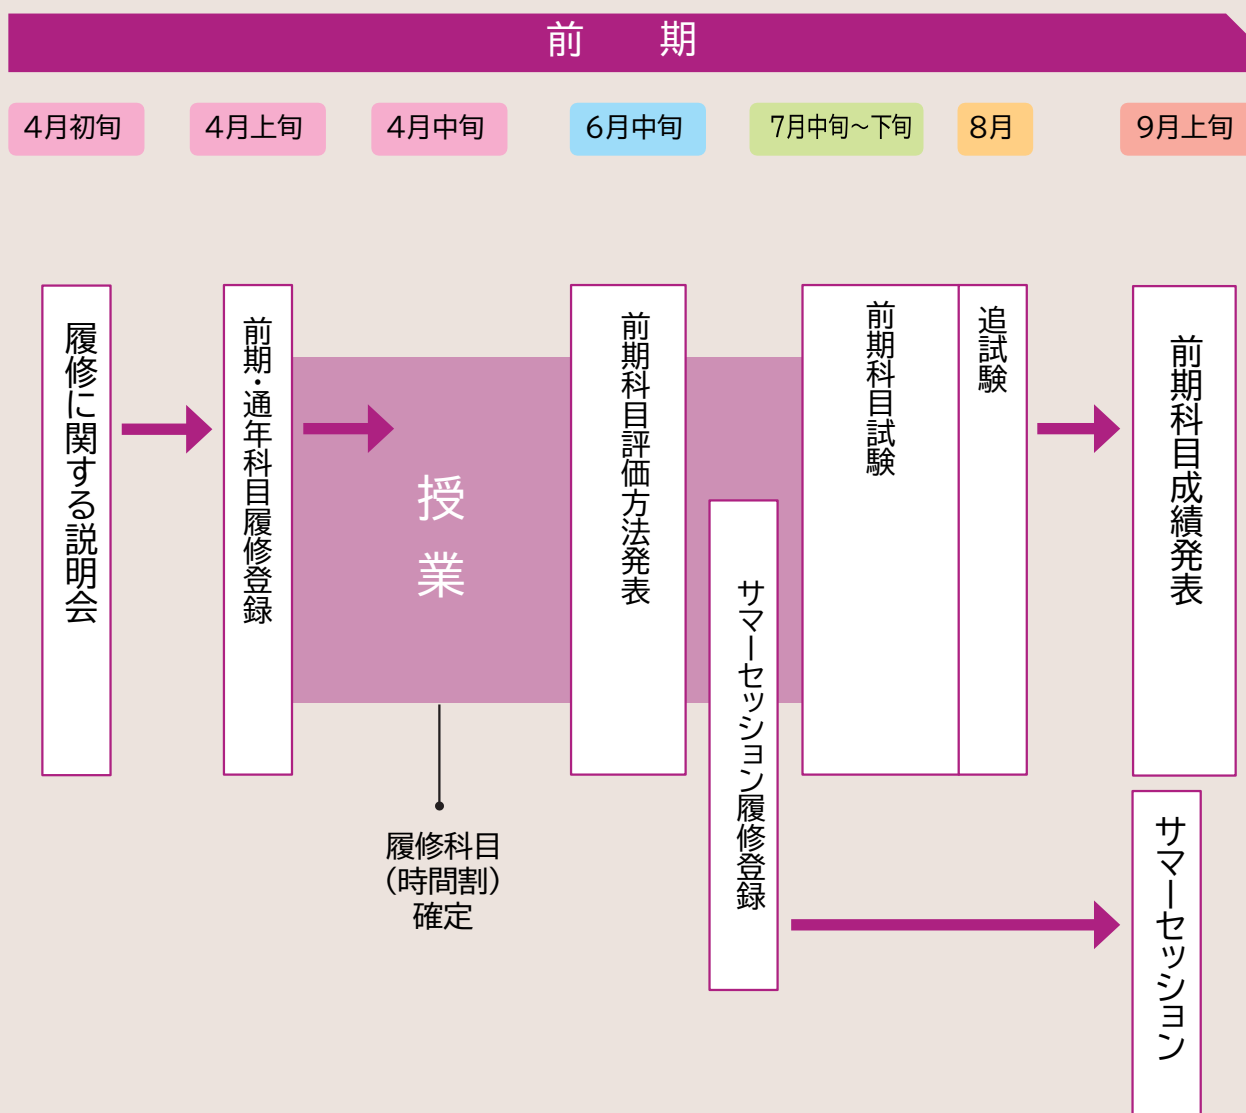 前 期
4月初旬
4月上旬
4月中旬
6月中旬
7月中旬～下旬
8月
9月上旬
履修に関する説明会
前期・通年科目履修登録
授業
履修科目
（時間割）
確定
前期科目評価方法発表
サマーセッション履修登録
前期科目試験
追試験
前期科目成績発表
サマーセッション